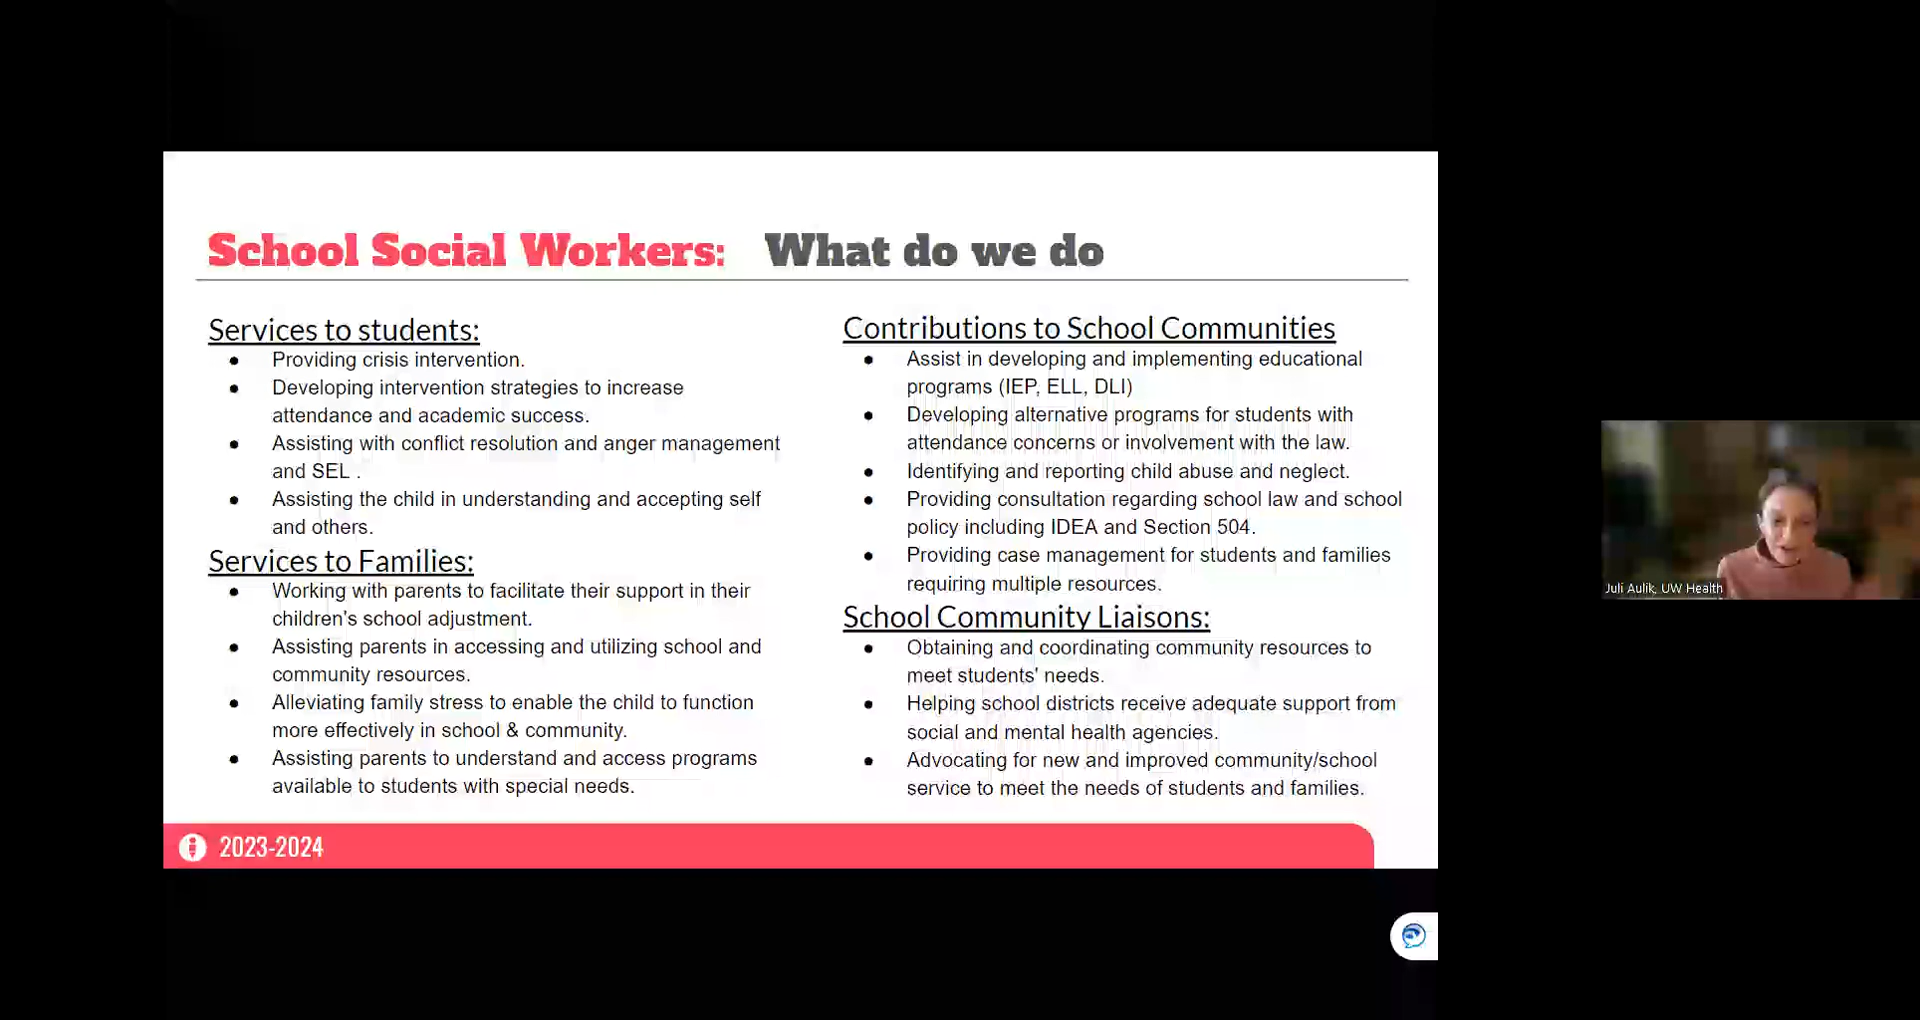 School Social Workers: What do we do
Services to students:
● Providing crisis intervention.
● Developing intervention strategies to increase
attendance and academic success.
● Assisting with conflict resolution and anger management
and SEL .
● Assisting the child in understanding and accepting self
and others.
Services to Families:
● Working with parents to facilitate their support in their
children's school adjustment.
● Assisting parents in accessing and utilizing school and
community resources.
● Alleviating family stress to enable the child to function
more effectively in school & community.
● Assisting parents to understand and access programs
available to students with special needs.
Contributions to School Communities
● Assist in developing and implementing educational
programs (IEP, ELL, DLI)
● Developing alternative programs for students with
attendance concerns or involvement with the law.
● Identifying and reporting child abuse and neglect.
● Providing consultation regarding school law and school
policy including IDEA and Section 504.
● Providing case management for students and families
requiring multiple resources.
School Community Liaisons:
● Obtaining and coordinating community resources to
meet students' needs.
● Helping school districts receive adequate support from
social and mental health agencies.
● Advocating for new and improved community/school
service to meet the needs of students and families.
2023-2024
Juli Aulik, UW Health